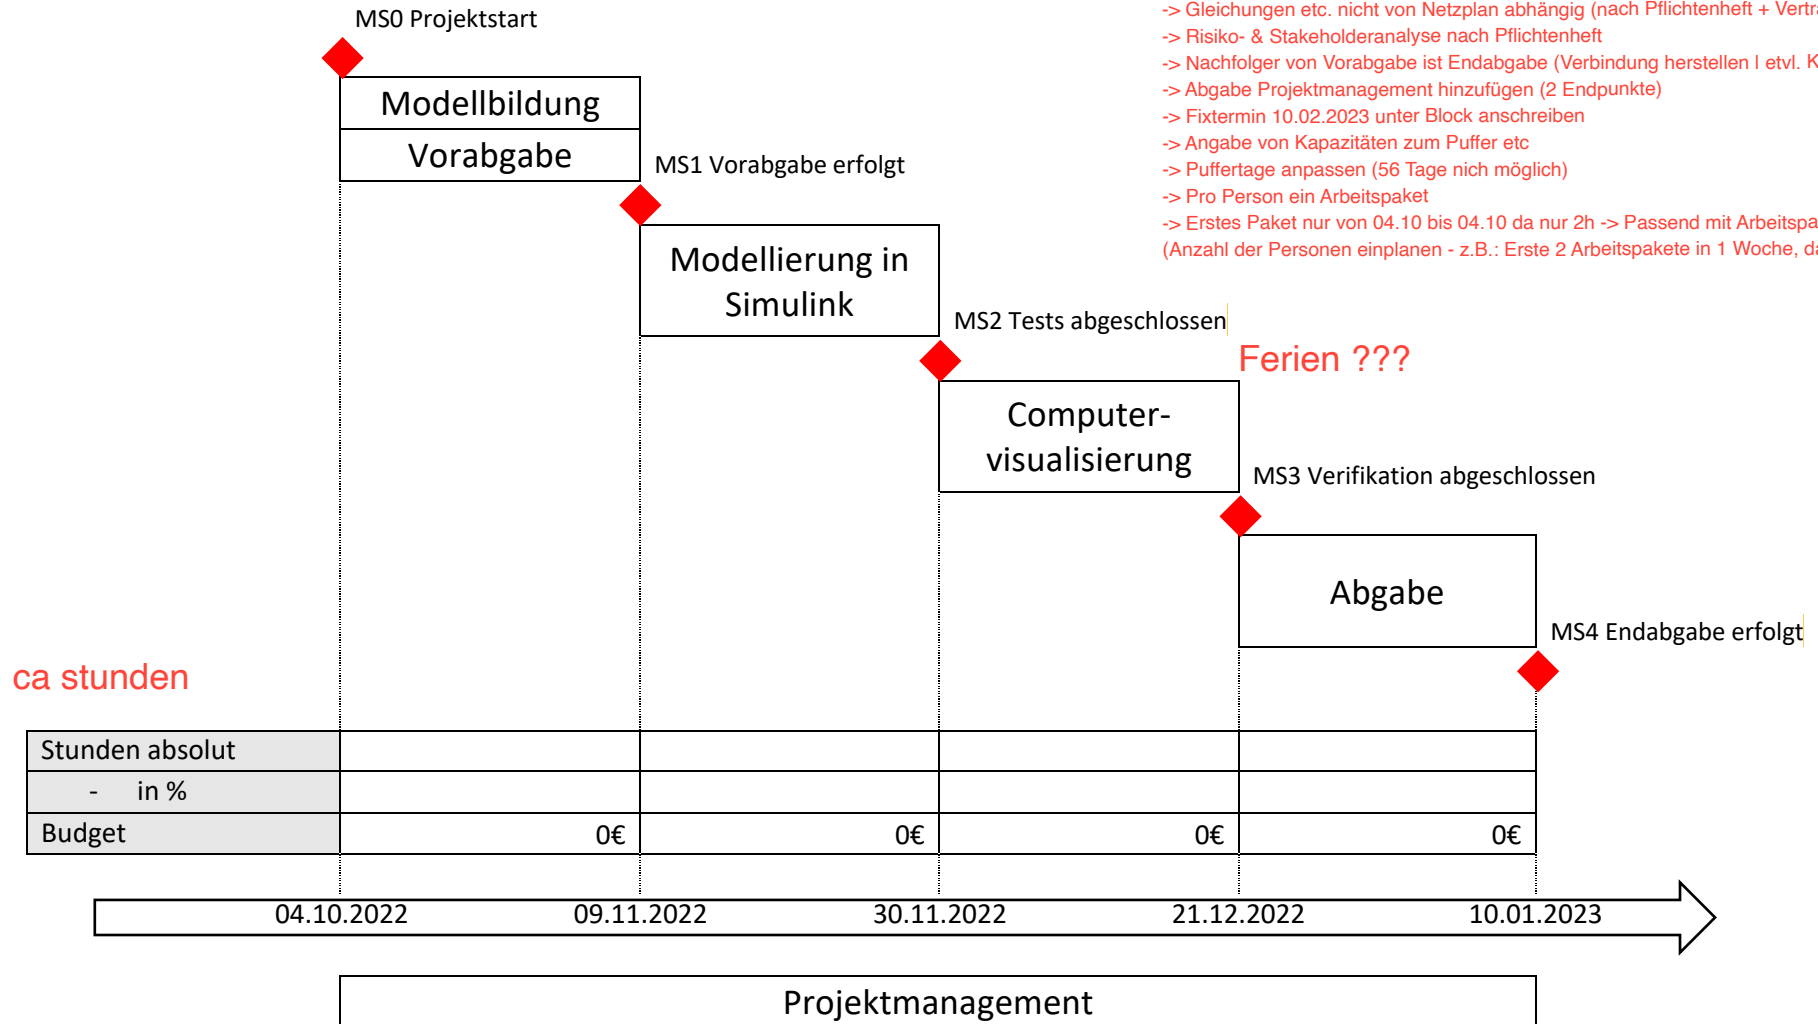 -> Gleichungen etc. nicht von Netzplan abhängig (nach Pflichtenheft +
-> Risiko- & Stakeholderanalyse nach Pflichtenheft
-> Nachfolger von Vorabgabe ist Endabgabe (Verbindung herstellen | etvl.
-> Abgabe Projektmanagement hinzufügen (2 Endpunkte)
-> Fixtermin 10.02.2023 unter Block anschreiben
-> Angabe von Kapazitäten zum Puffer etc
-> Puffertage anpassen (56 Tage nich möglich)
-> Pro Person ein Arbeitspaket
-> Erstes Paket nur von 04.10 bis 04.10 da nur 2h -> Passend mit
(Anzahl der Personen einplanen - z.B.: Erste 2 Arbeitspakete in 1 Woche,
MS0 Projektstart
Modellbildung
Vorabgabe
MS1 Vorabgabe erfolgt
Modellierung in
Simulink
MS2 Tests abgeschlossen
Ferien ???
Computer-
visualisierung
MS3 Verifikation abgeschlossen
Abgabe
MS4 Endabgabe erfolgt
ca stunden
Stunden absolut
- in %
Budget 0€ 0€ 0€ 0€
04.10.2022 09.11.2022 30.11.2022 21.12.2022 10.01.2023
Projektmanagement